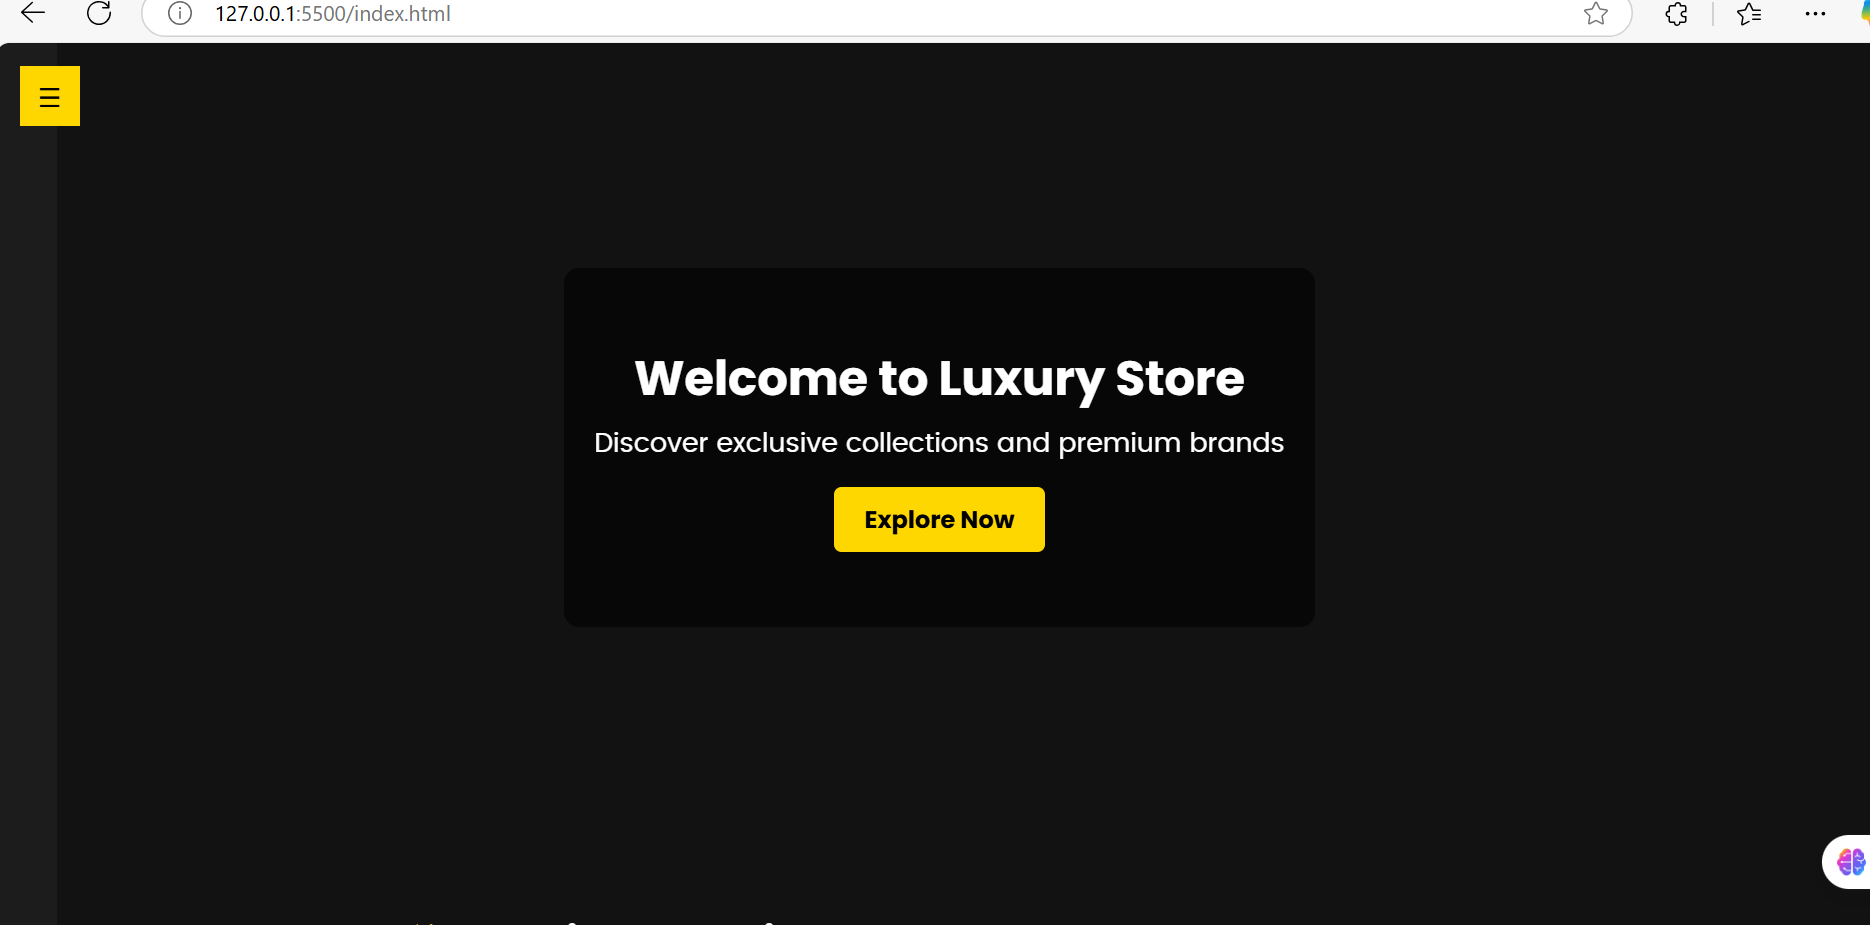 127.0.0.1:5500/index.html
☰
Welcome to Luxury Store
Discover exclusive collections and premium brands
Explore Now